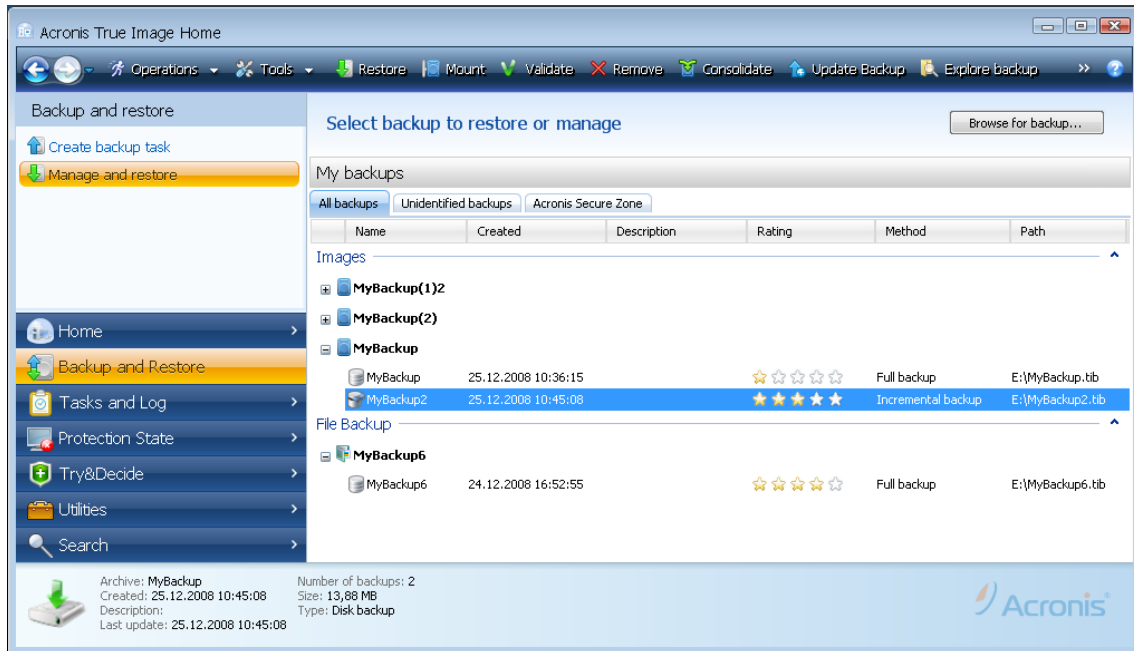 Acronis True Image Home
Operations Tools Restore Mount Validate Remove Consolidate Update Backup Explore backup »
Backup and restore
Create backup task
Manage and restore
Select backup to restore or manage
Browse for backup...
My backups
All backups Unidentified backups Acronis Secure Zone
Name Created Description Rating Method Path
Images
MyBackup(1)2
MyBackup(2)
MyBackup
MyBackup 25.12.2008 10:36:15 Full backup E:\MyBackup.tib
MyBackup2 25.12.2008 10:45:08 Incremental backup E:\MyBackup2.tib
File Backup
MyBackup6
MyBackup6 24.12.2008 16:52:55 Full backup E:\MyBackup6.tib
Home
Backup and Restore
Tasks and Log
Protection State
Try&Decide
Utilities
Search
Archive: MyBackup
Created: 25.12.2008 10:45:08
Description:
Last update: 25.12.2008 10:45:08
Number of backups: 2
Size: 13,88 MB
Type: Disk backup
Acronis